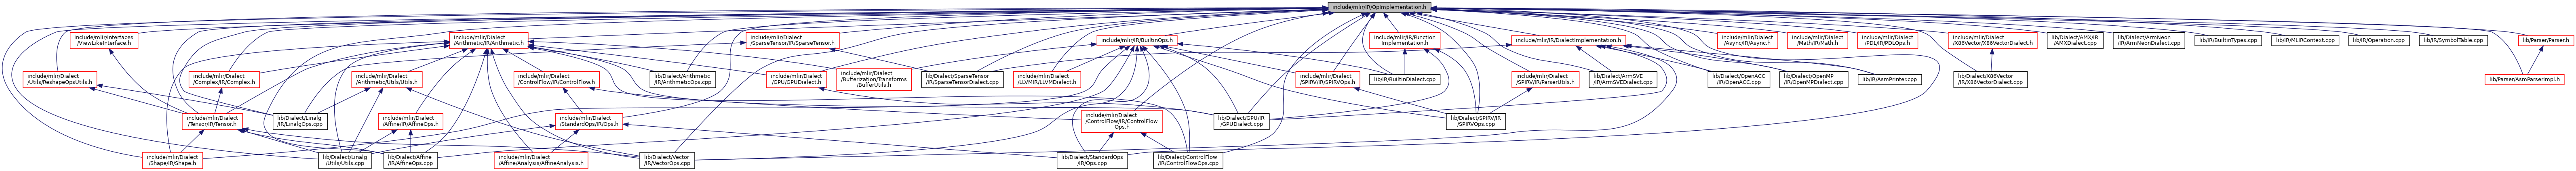 include/mlir/IR/OpImplementation.h
include/mlir/Interfaces
/ViewLikeInterface.h
include/mlir/Dialect
/Arithmetic/IR/Arithmetic.h
include/mlir/Dialect
/SparseTensor/IR/SparseTensor.h
include/mlir/IR/BuiltinOps.h
include/mlir/IR/Function
Implementation.h
include/mlir/IR/DialectImplementation.h
include/mlir/Dialect
/Async/IR/Async.h
include/mlir/Dialect
/Math/IR/Math.h
include/mlir/Dialect
/PDL/IR/PDLOps.h
include/mlir/Dialect
/X86Vector/X86VectorDialect.h
lib/Dialect/AMX/IR
/AMXDialect.cpp
lib/Dialect/ArmNeon
/IR/ArmNeonDialect.cpp
lib/IR/BuiltinTypes.cpp
lib/IR/MLIRContext.cpp
lib/IR/Operation.cpp
lib/IR/SymbolTable.cpp
lib/Parser/Parser.h
include/mlir/Dialect
/Utils/ReshapeOpsUtils.h
include/mlir/Dialect
/Complex/IR/Complex.h
include/mlir/Dialect
/Arithmetic/Utils/Utils.h
include/mlir/Dialect
/ControlFlow/IR/ControlFlow.h
lib/Dialect/Arithmetic
/IR/ArithmeticOps.cpp
include/mlir/Dialect
/GPU/GPUDialect.h
include/mlir/Dialect
/Bufferization/Transforms
/BufferUtils.h
lib/Dialect/SparseTensor
/IR/SparseTensorDialect.cpp
include/mlir/Dialect
/LLVMIR/LLVMDialect.h
include/mlir/Dialect
/SPIRV/IR/SPIRVOps.h
lib/IR/BuiltinDialect.cpp
include/mlir/Dialect
/SPIRV/IR/ParserUtils.h
lib/Dialect/ArmSVE
/IR/ArmSVEDialect.cpp
lib/Dialect/OpenACC
/IR/OpenACC.cpp
lib/Dialect/OpenMP
/IR/OpenMPDialect.cpp
lib/IR/AsmPrinter.cpp
lib/Dialect/X86Vector
/IR/X86VectorDialect.cpp
lib/Parser/AsmParserImpl.h
include/mlir/Dialect
/Tensor/IR/Tensor.h
lib/Dialect/Linalg
/IR/LinalgOps.cpp
include/mlir/Dialect
/Affine/IR/AffineOps.h
include/mlir/Dialect
/StandardOps/IR/Ops.h
include/mlir/Dialect
/ControlFlow/IR/ControlFlow
Ops.h
lib/Dialect/GPU/IR
/GPUDialect.cpp
lib/Dialect/SPIRV/IR
/SPIRVOps.cpp
include/mlir/Dialect
/Shape/IR/Shape.h
lib/Dialect/Linalg
/Utils/Utils.cpp
lib/Dialect/Affine
/IR/AffineOps.cpp
include/mlir/Dialect
/Affine/Analysis/AffineAnalysis.h
lib/Dialect/Vector
/IR/VectorOps.cpp
lib/Dialect/StandardOps
/IR/Ops.cpp
lib/Dialect/ControlFlow
/IR/ControlFlowOps.cpp